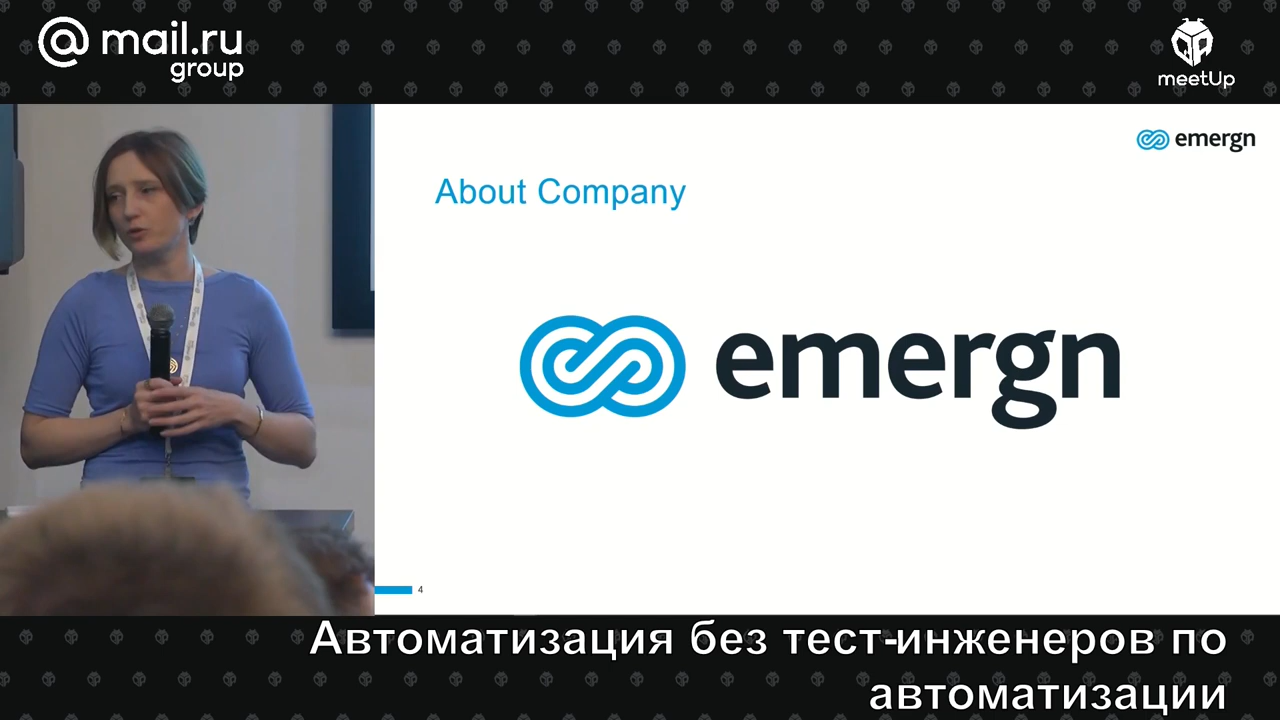 @mail.ru
group
meetUp
emergn
About Company
emergn
4
Автоматизация без тест-инженеров по
автоматизации